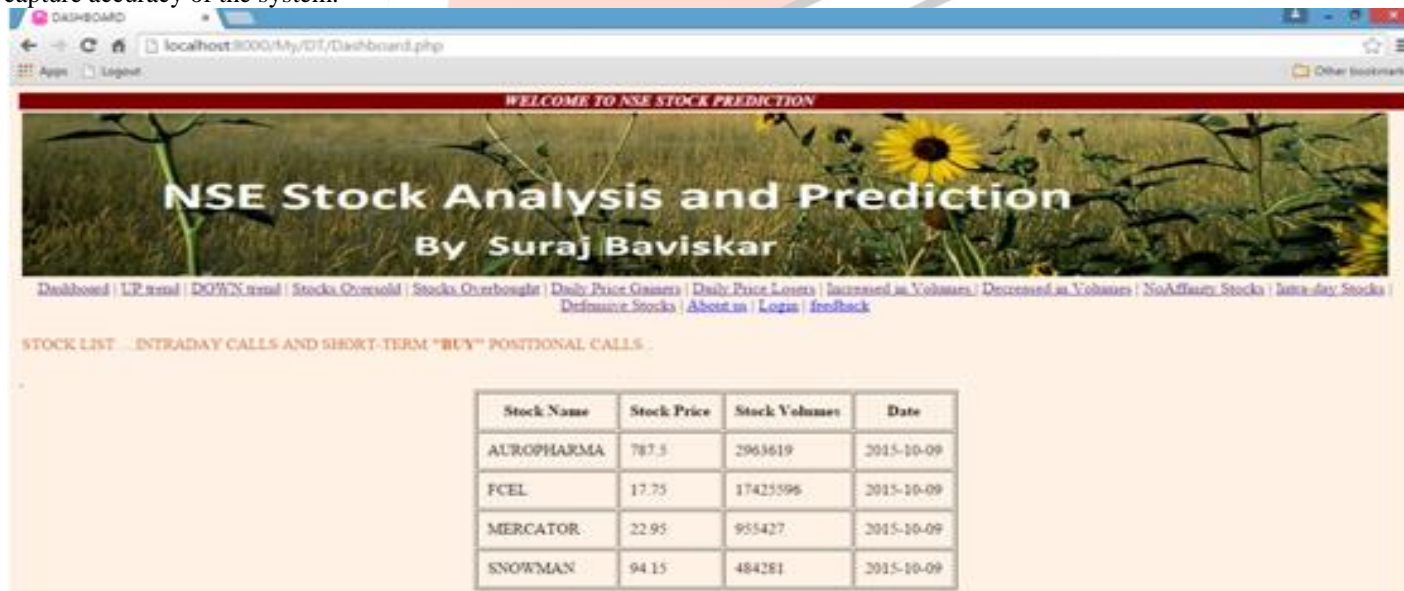 capture accuracy of the system.
DASHBOARD
localhost:8000/My/DT/Dashboard.php
Apps Logout Other bookmark
WELCOME TO NSE STOCK PREDICTION
NSE Stock Analysis and Prediction
By Suraj Baviskar
Dashboard | UP trend | DOWN trend | Stocks Oversold | Stocks Overbought | Daily Price Gainers | Daily Price Losers | Increased in Volumes | Decreased in Volumes | NoAffinity Stocks | Intra-day Stocks |
Defensive Stocks | About us | Login | feedback
STOCK LIST ... INTRADAY CALLS AND SHORT-TERM "BUY" POSITIONAL CALLS..
.
Stock Name Stock Price Stock Volumes Date
AUROPHARMA 787.5 2963619 2015-10-09
FCEL 17.75 17425596 2015-10-09
MERCATOR 22.95 955427 2015-10-09
SNOWMAN 94.15 484281 2015-10-09